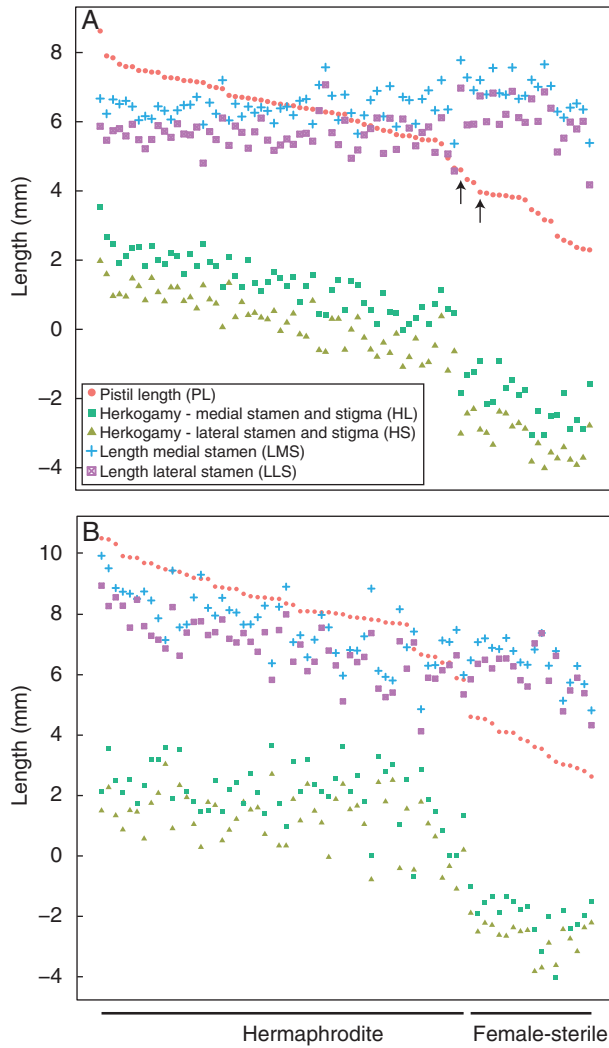 A
8
6
4
2
0
−2
−4
Length (mm)
Pistil length (PL)
Herkogamy - medial stamen and stigma (HL)
Herkogamy - lateral stamen and stigma (HS)
Length medial stamen (LMS)
Length lateral stamen (LLS)
B
10
8
6
4
2
0
−2
−4
Length (mm)
Hermaphrodite
Female-sterile